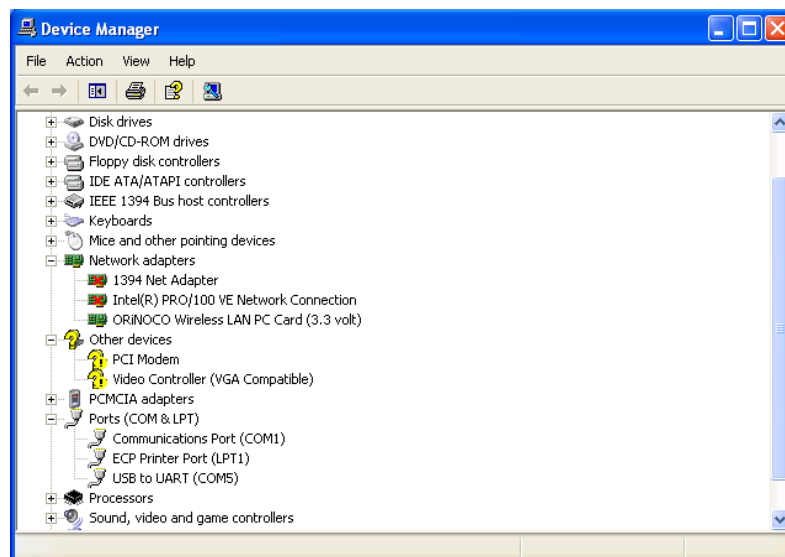 Device Manager
File Action View Help
Disk drives
DVD/CD-ROM drives
Floppy disk controllers
IDE ATA/ATAPI controllers
IEEE 1394 Bus host controllers
Keyboards
Mice and other pointing devices
Network adapters
1394 Net Adapter
Intel(R) PRO/100 VE Network Connection
ORiNOCO Wireless LAN PC Card (3.3 volt)
Other devices
PCI Modem
Video Controller (VGA Compatible)
PCMCIA adapters
Ports (COM & LPT)
Communications Port (COM1)
ECP Printer Port (LPT1)
USB to UART (COM5)
Processors
Sound, video and game controllers